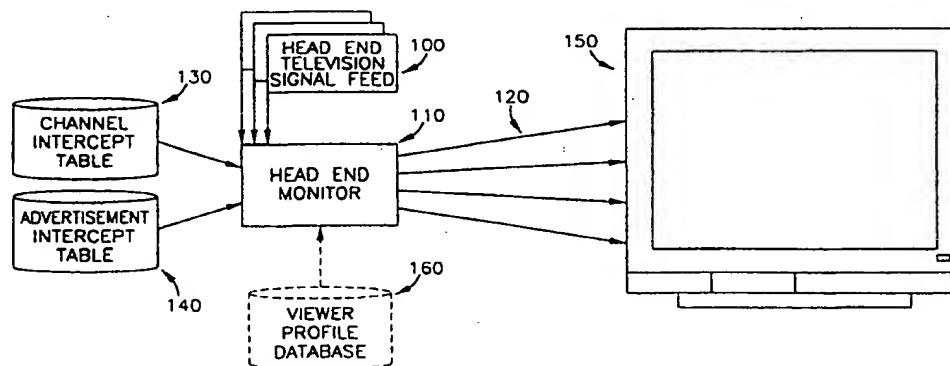 HEAD END
TELEVISION
SIGNAL FEED
100
150
130
110
120
CHANNEL
INTERCEPT
TABLE
HEAD END
MONITOR
ADVERTISEMENT
INTERCEPT
TABLE
140
160
VIEWER
PROFILE
DATABASE